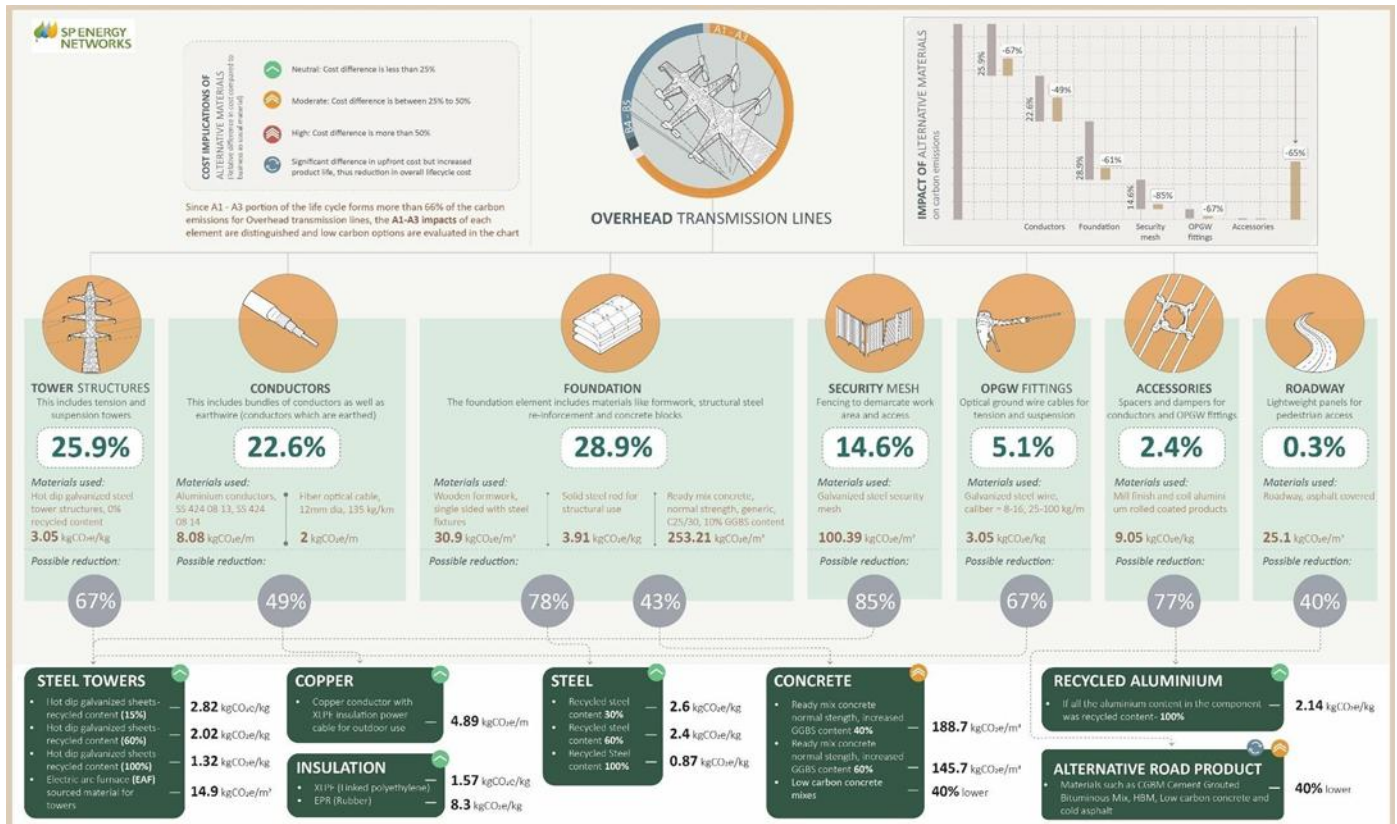 SP ENERGY
NETWORKS
COST IMPLICATIONS OF
ALTERNATIVE MATERIALS
(relative difference in cost compared to
business as usual material)
Neutral: Cost difference is less than 25%
Moderate: Cost difference is between 25% to 50%
High: Cost difference is more than 50%
Significant difference in upfront cost but increased
product life, thus reduction in overall lifecycle cost
Since A1 - A3 portion of the life cycle forms more than 66% of the carbon
emissions for Overhead transmission lines, the A1-A3 impacts of each
element are distinguished and low carbon options are evaluated in the chart
A1 - A3
B4 - B5
OVERHEAD TRANSMISSION LINES
IMPACT OF ALTERNATIVE MATERIALS
on carbon emissions
25.9%
-67%
22.6%
-49%
28.9%
-61%
14.6%
-85%
-67%
-65%
Conductors
Foundation
Security
mesh
OPGW
fittings
Accessories
TOWER STRUCTURES
This includes tension and
suspension towers
25.9%
Materials used:
Hot dip galvanized steel
tower structures, 0%
recycled content
3.05 kgCO₂e/kg
Possible reduction:
67%
CONDUCTORS
This includes bundles of conductors as well as
earthwire (conductors which are earthed)
22.6%
Materials used:
Aluminium conductors,
SS 424 08 13, SS 424
08 14
8.08 kgCO₂e/m
Fiber optical cable,
12mm dia, 135 kg/km
2 kgCO₂e/m
Possible reduction:
49%
FOUNDATION
The foundation element includes materials like formwork, structural steel
re-inforcement and concrete blocks
28.9%
Materials used:
Wooden formwork,
single sided with steel
fixtures
30.9 kgCO₂e/m²
Solid steel rod for
structural use
3.91 kgCO₂e/kg
Ready mix concrete,
normal strength, generic,
C25/30, 10% GGBS content
253.21 kgCO₂e/m³
Possible reduction:
78%
43%
SECURITY MESH
Fencing to demarcate work
area and access
14.6%
Materials used:
Galvanized steel security
mesh
100.39 kgCO₂e/m²
Possible reduction:
85%
OPGW FITTINGS
Optical ground wire cables for
tension and suspension
5.1%
Materials used:
Galvanized steel wire,
caliber = 8-16, 25-100 kg/m
3.05 kgCO₂e/kg
Possible reduction:
67%
ACCESSORIES
Spacers and dampers for
conductors and OPGW fittings
2.4%
Materials used:
Mill finish and coil alumini
um rolled coated products
9.05 kgCO₂e/kg
Possible reduction:
77%
ROADWAY
Lightweight panels for
pedestrian access
0.3%
Materials used:
Roadway, asphalt covered
25.1 kgCO₂e/m²
Possible reduction:
40%
STEEL TOWERS
• Hot dip galvanized sheets-
recycled content (15%)
2.82 kgCO₂e/kg
• Hot dip galvanized sheets-
recycled content (60%)
2.02 kgCO₂e/kg
• Hot dip galvanized sheets-
recycled content (100%)
1.32 kgCO₂e/kg
• Electric arc furnace (EAF)
sourced material for
towers
14.9 kgCO₂e/m²
COPPER
• Copper conductor with
XLPE insulation power
cable for outdoor use
4.89 kgCO₂e/m
INSULATION
• XLPE (Linked polyethylene)
1.57 kgCO₂e/kg
• EPR (Rubber)
8.3 kgCO₂e/kg
STEEL
• Recycled steel
content 30%
2.6 kgCO₂e/kg
• Recycled steel
content 60%
2.4 kgCO₂e/kg
• Recycled Steel
content 100%
0.87 kgCO₂e/kg
CONCRETE
• Ready mix concrete
normal stength, increased
GGBS content 40%
188.7 kgCO₂e/m³
• Ready mix concrete
normal stength, increased
GGBS content 60%
145.7 kgCO₂e/m³
• Low carbon concrete
mixes
40% lower
RECYCLED ALUMINIUM
• If all the aluminium content in the component
was recycled content- 100%
2.14 kgCO₂e/kg
ALTERNATIVE ROAD PRODUCT
• Materials such as CGBM Cement Grouted
Bituminous Mix, HBM, Low carbon concrete and
cold asphalt
40% lower